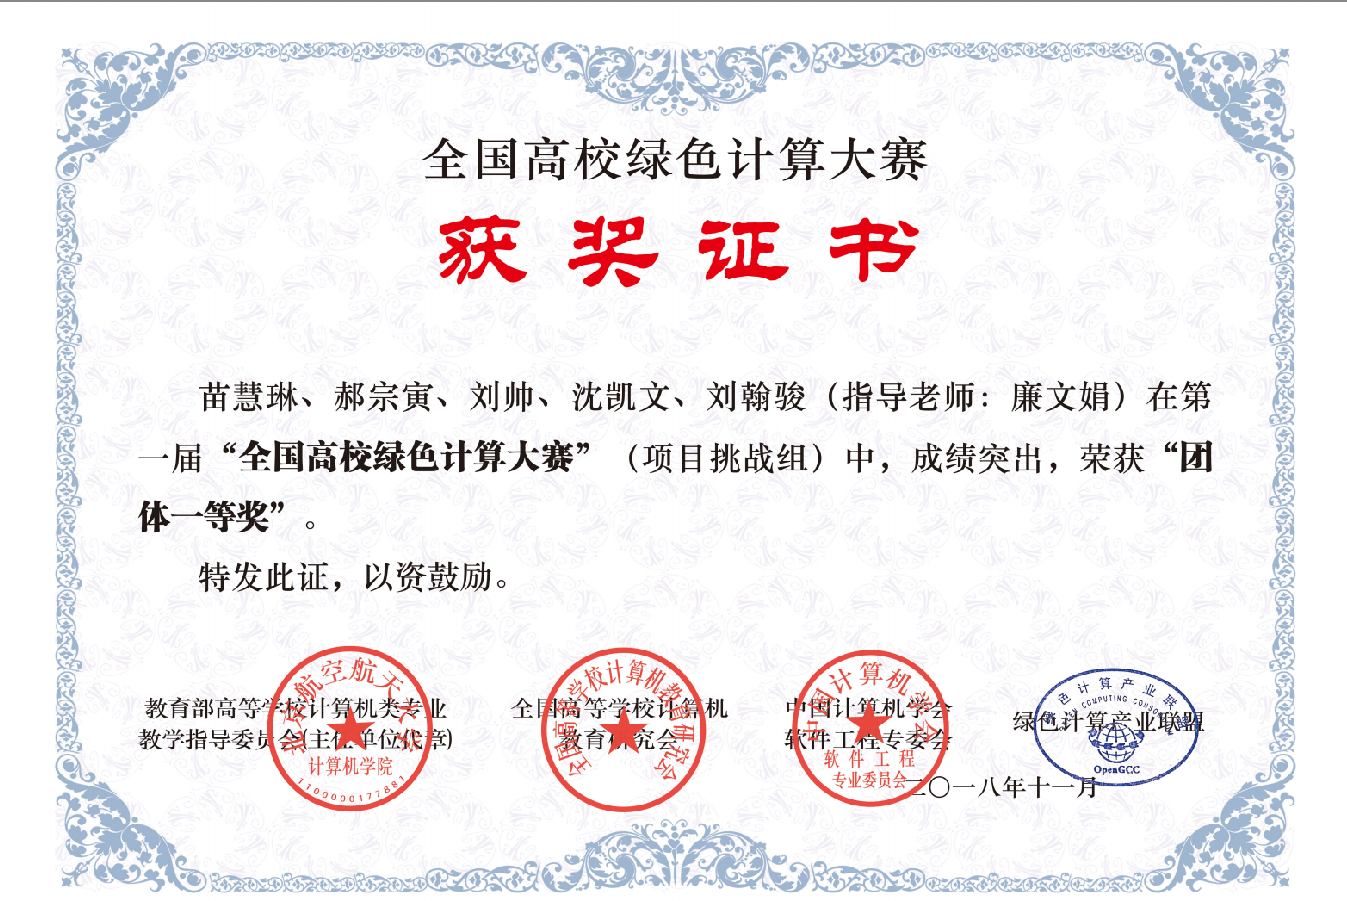 全国高校绿色计算大赛
获奖证书
苗慧琳、郝宗寅、刘帅、沈凯文、刘翰骏（指导老师：廉文娟）在第
一届“全国高校绿色计算大赛”（项目挑战组）中，成绩突出，荣获“团
体一等奖”。
特发此证，以资鼓励。
教育部高等学校计算机类专业
教学指导委员会(主任单位代章)
北京航空航天大学
计算机学院
1100000177881
全国高等学校计算机
教育研究会
全国高等学校计算机教育研究会
中国计算机学会
软件工程专委会
中国计算机学会
软件工程
专业委员会
绿色计算产业联盟
绿色计算产业联盟
GREEN COMPUTING CONSORTIUM
OpenGCC
二〇一八年十一月